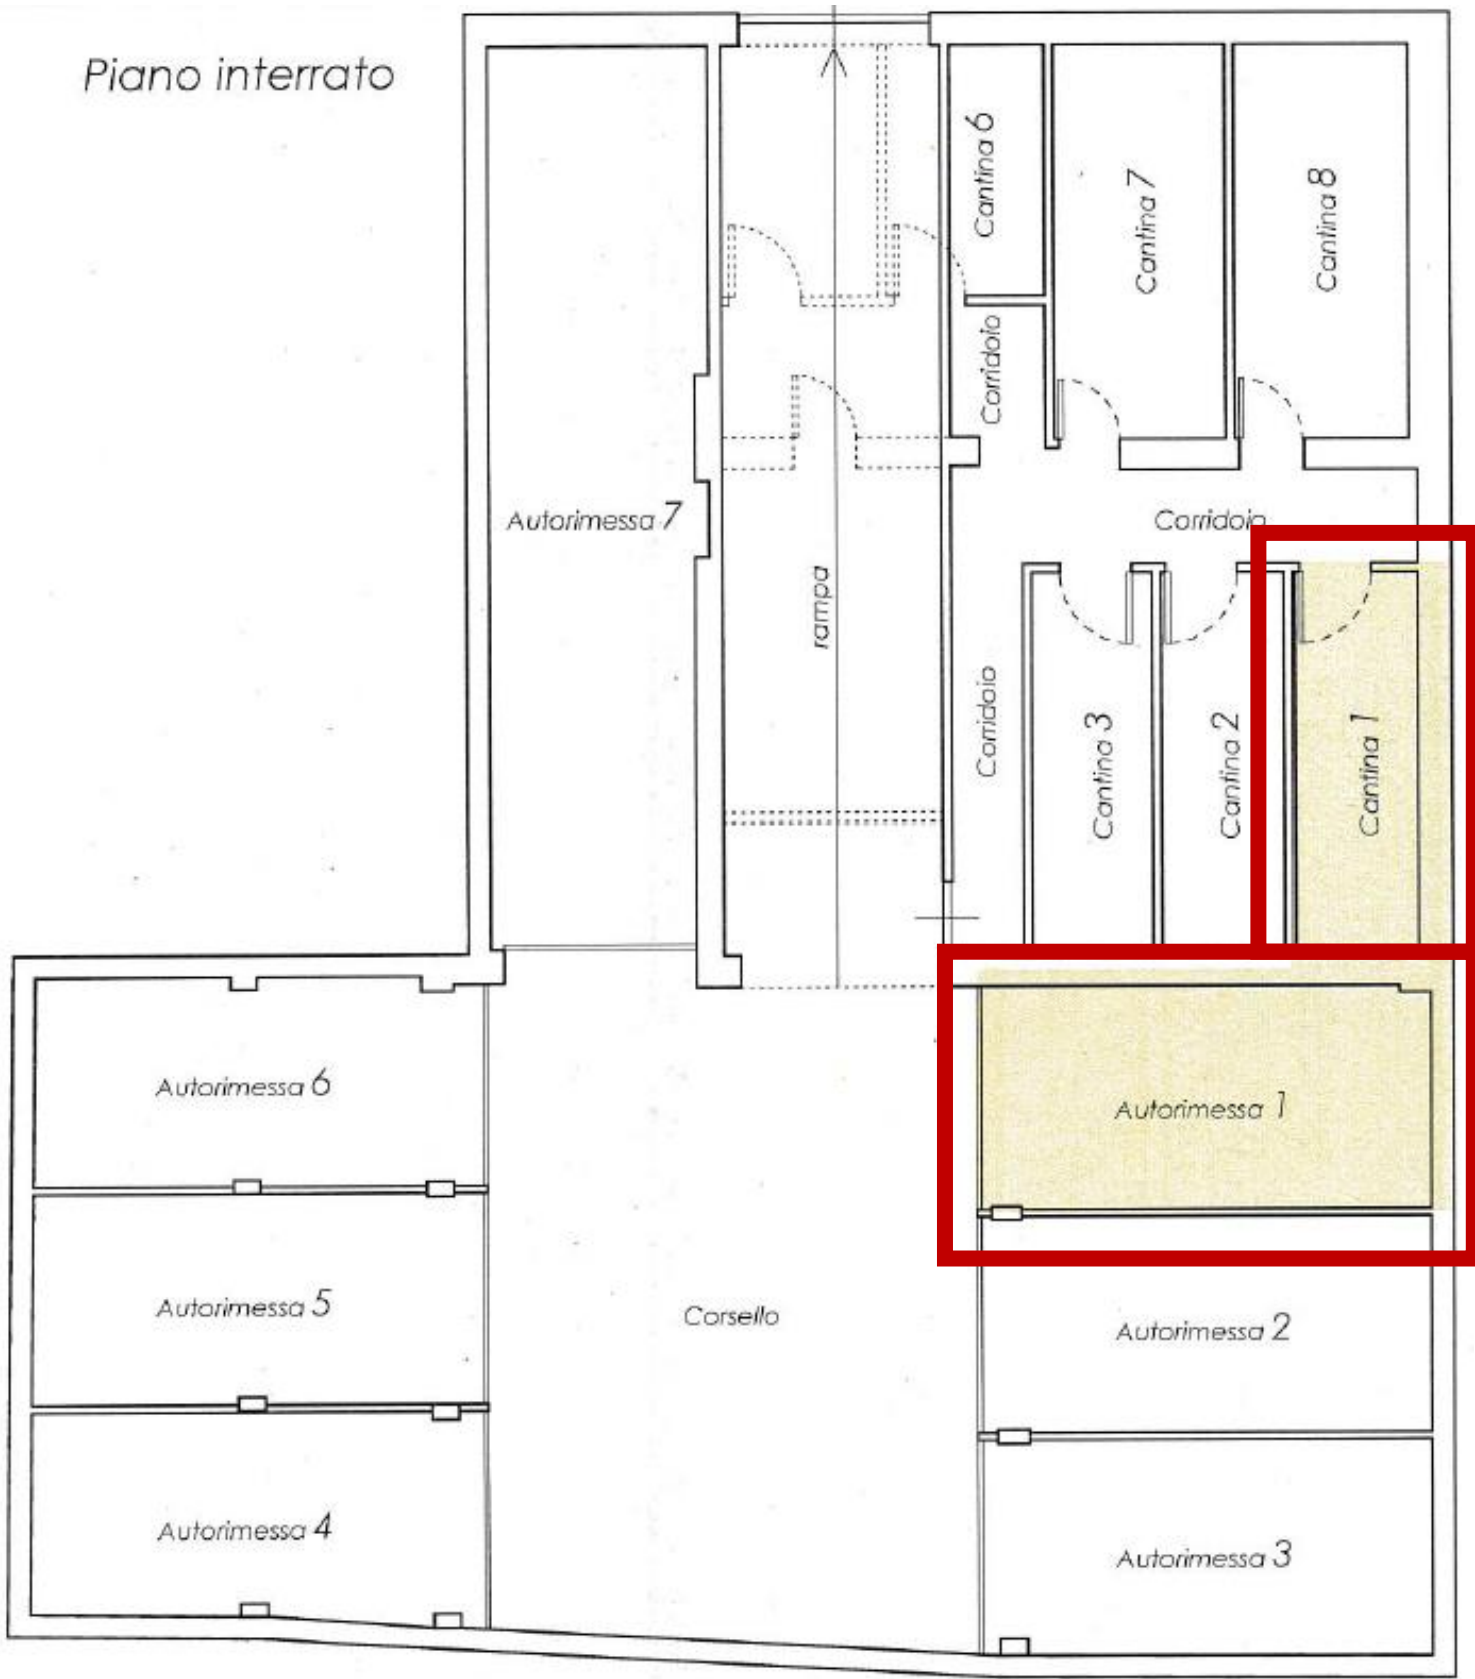 Piano interrato
Cantina 6
Cantina 7
Cantina 8
Corridoio
Autorimessa 7
Corridoio
rampa
Corridoio
Cantina 3
Cantina 2
Cantina 1
Autorimessa 6
Autorimessa 1
Autorimessa 5
Corsello
Autorimessa 2
Autorimessa 4
Autorimessa 3